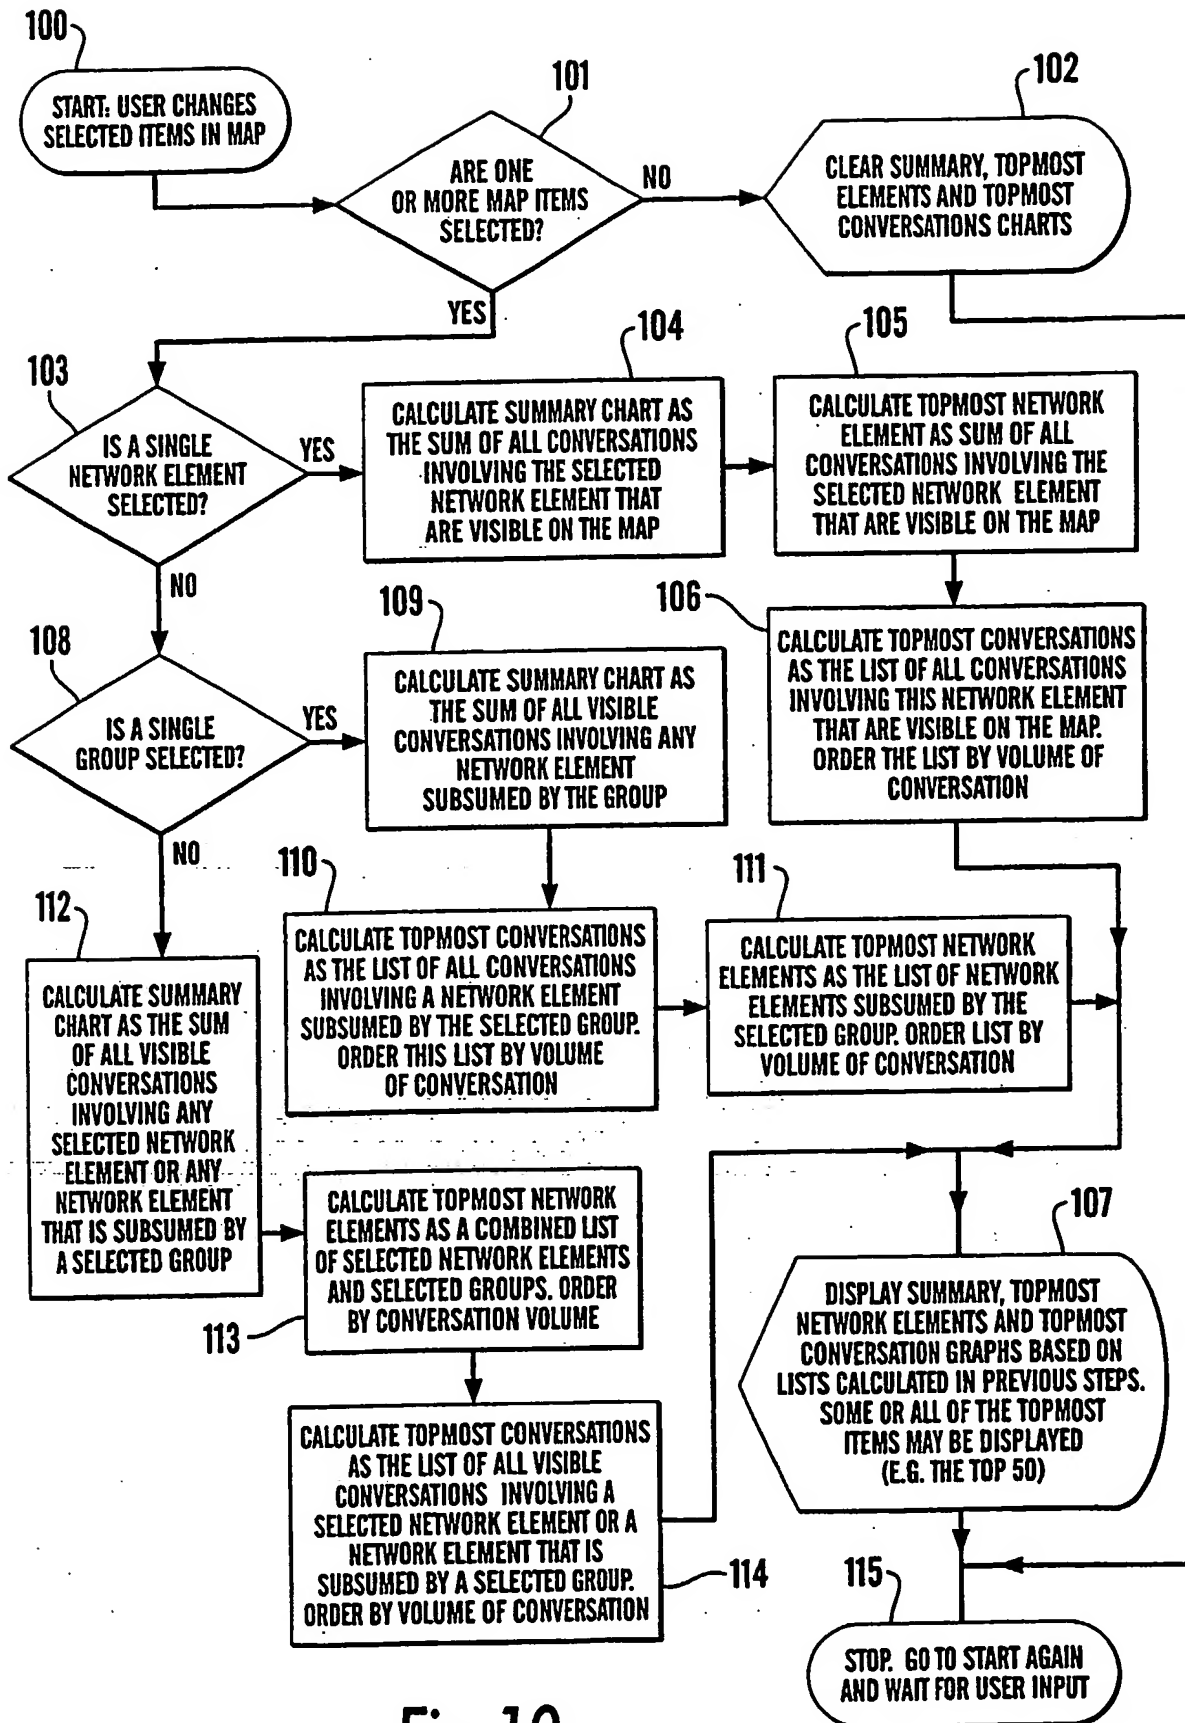 100
START: USER CHANGES
SELECTED ITEMS IN MAP
101
ARE ONE
OR MORE MAP ITEMS
SELECTED?
NO
YES
102
CLEAR SUMMARY, TOPMOST
ELEMENTS AND TOPMOST
CONVERSATIONS CHARTS
103
IS A SINGLE
NETWORK ELEMENT
SELECTED?
YES
NO
104
CALCULATE SUMMARY CHART AS
THE SUM OF ALL CONVERSATIONS
INVOLVING THE SELECTED
NETWORK ELEMENT THAT
ARE VISIBLE ON THE MAP
105
CALCULATE TOPMOST NETWORK
ELEMENT AS SUM OF ALL
CONVERSATIONS INVOLVING THE
SELECTED NETWORK ELEMENT
THAT ARE VISIBLE ON THE MAP
106
CALCULATE TOPMOST CONVERSATIONS
AS THE LIST OF ALL CONVERSATIONS
INVOLVING THIS NETWORK ELEMENT
THAT ARE VISIBLE ON THE MAP.
ORDER THE LIST BY VOLUME OF
CONVERSATION
108
IS A SINGLE
GROUP SELECTED?
YES
NO
109
CALCULATE SUMMARY CHART AS
THE SUM OF ALL VISIBLE
CONVERSATIONS INVOLVING ANY
NETWORK ELEMENT
SUBSUMED BY THE GROUP
110
CALCULATE TOPMOST CONVERSATIONS
AS THE LIST OF ALL CONVERSATIONS
INVOLVING A NETWORK ELEMENT
SUBSUMED BY THE SELECTED GROUP.
ORDER THIS LIST BY VOLUME
OF CONVERSATION
111
CALCULATE TOPMOST NETWORK
ELEMENTS AS THE LIST OF NETWORK
ELEMENTS SUBSUMED BY THE
SELECTED GROUP. ORDER LIST BY
VOLUME OF CONVERSATION
112
CALCULATE SUMMARY
CHART AS THE SUM
OF ALL VISIBLE
CONVERSATIONS
INVOLVING ANY
SELECTED NETWORK
ELEMENT OR ANY
NETWORK ELEMENT
THAT IS SUBSUMED BY
A SELECTED GROUP
113
CALCULATE TOPMOST NETWORK
ELEMENTS AS A COMBINED LIST
OF SELECTED NETWORK ELEMENTS
AND SELECTED GROUPS. ORDER
BY CONVERSATION VOLUME
114
CALCULATE TOPMOST CONVERSATIONS
AS THE LIST OF ALL VISIBLE
CONVERSATIONS INVOLVING A
SELECTED NETWORK ELEMENT OR A
NETWORK ELEMENT THAT IS
SUBSUMED BY A SELECTED GROUP.
ORDER BY VOLUME OF CONVERSATION
107
DISPLAY SUMMARY, TOPMOST
NETWORK ELEMENTS AND TOPMOST
CONVERSATION GRAPHS BASED ON
LISTS CALCULATED IN PREVIOUS STEPS.
SOME OR ALL OF THE TOPMOST
ITEMS MAY BE DISPLAYED
(E.G. THE TOP 50)
115
STOP. GO TO START AGAIN
AND WAIT FOR USER INPUT